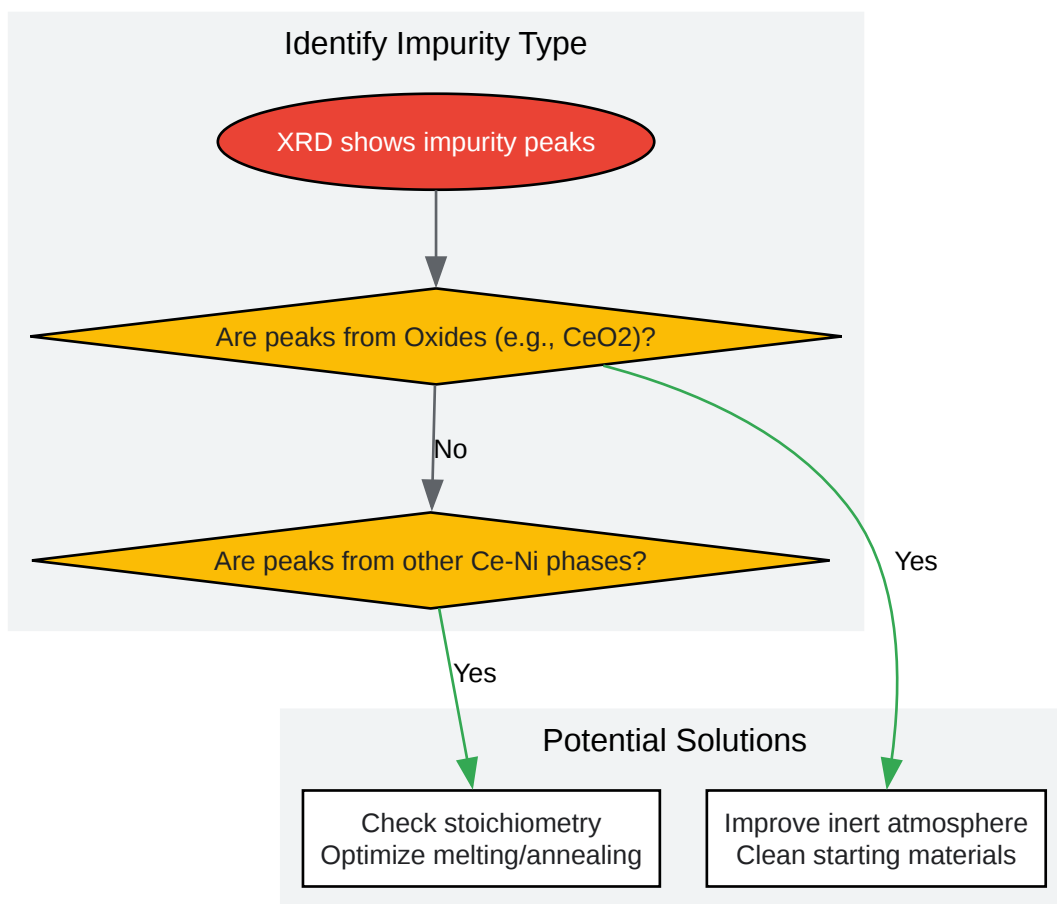 Identify Impurity Type
XRD shows impurity peaks
Are peaks from Oxides (e.g., CeO2)?
No
Are peaks from other Ce-Ni phases?
Yes
Yes
Potential Solutions
Check stoichiometry
Optimize melting/annealing
Improve inert atmosphere
Clean starting materials